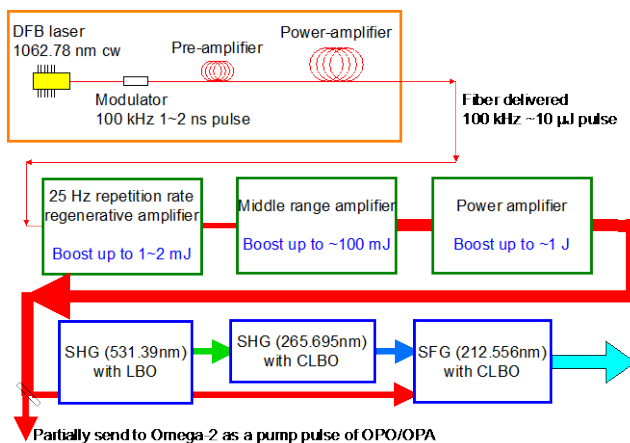 DFB laser
1062.78 nm cw
Pre-amplifier
Power-amplifier
Modulator
100 kHz 1~2 ns pulse
Fiber delivered
100 kHz ~10 μJ pulse
25 Hz repetition rate
regenerative amplifier
Boost up to 1~2 mJ
Middle range amplifier
Boost up to ~100 mJ
Power amplifier
Boost up to ~1 J
SHG (531.39nm)
with LBO
SHG (265.695nm)
with CLBO
SFG (212.556nm)
with CLBO
Partially send to Omega-2 as a pump pulse of OPO/OPA